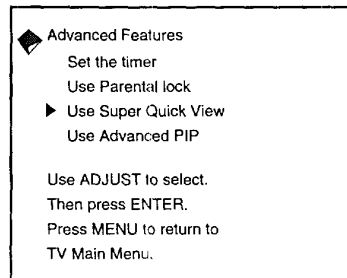 Advanced Features
Set the timer
Use Parental lock
Use Super Quick View
Use Advanced PIP
Use ADJUST to select.
Then press ENTER.
Press MENU to return to
TV Main Menu.